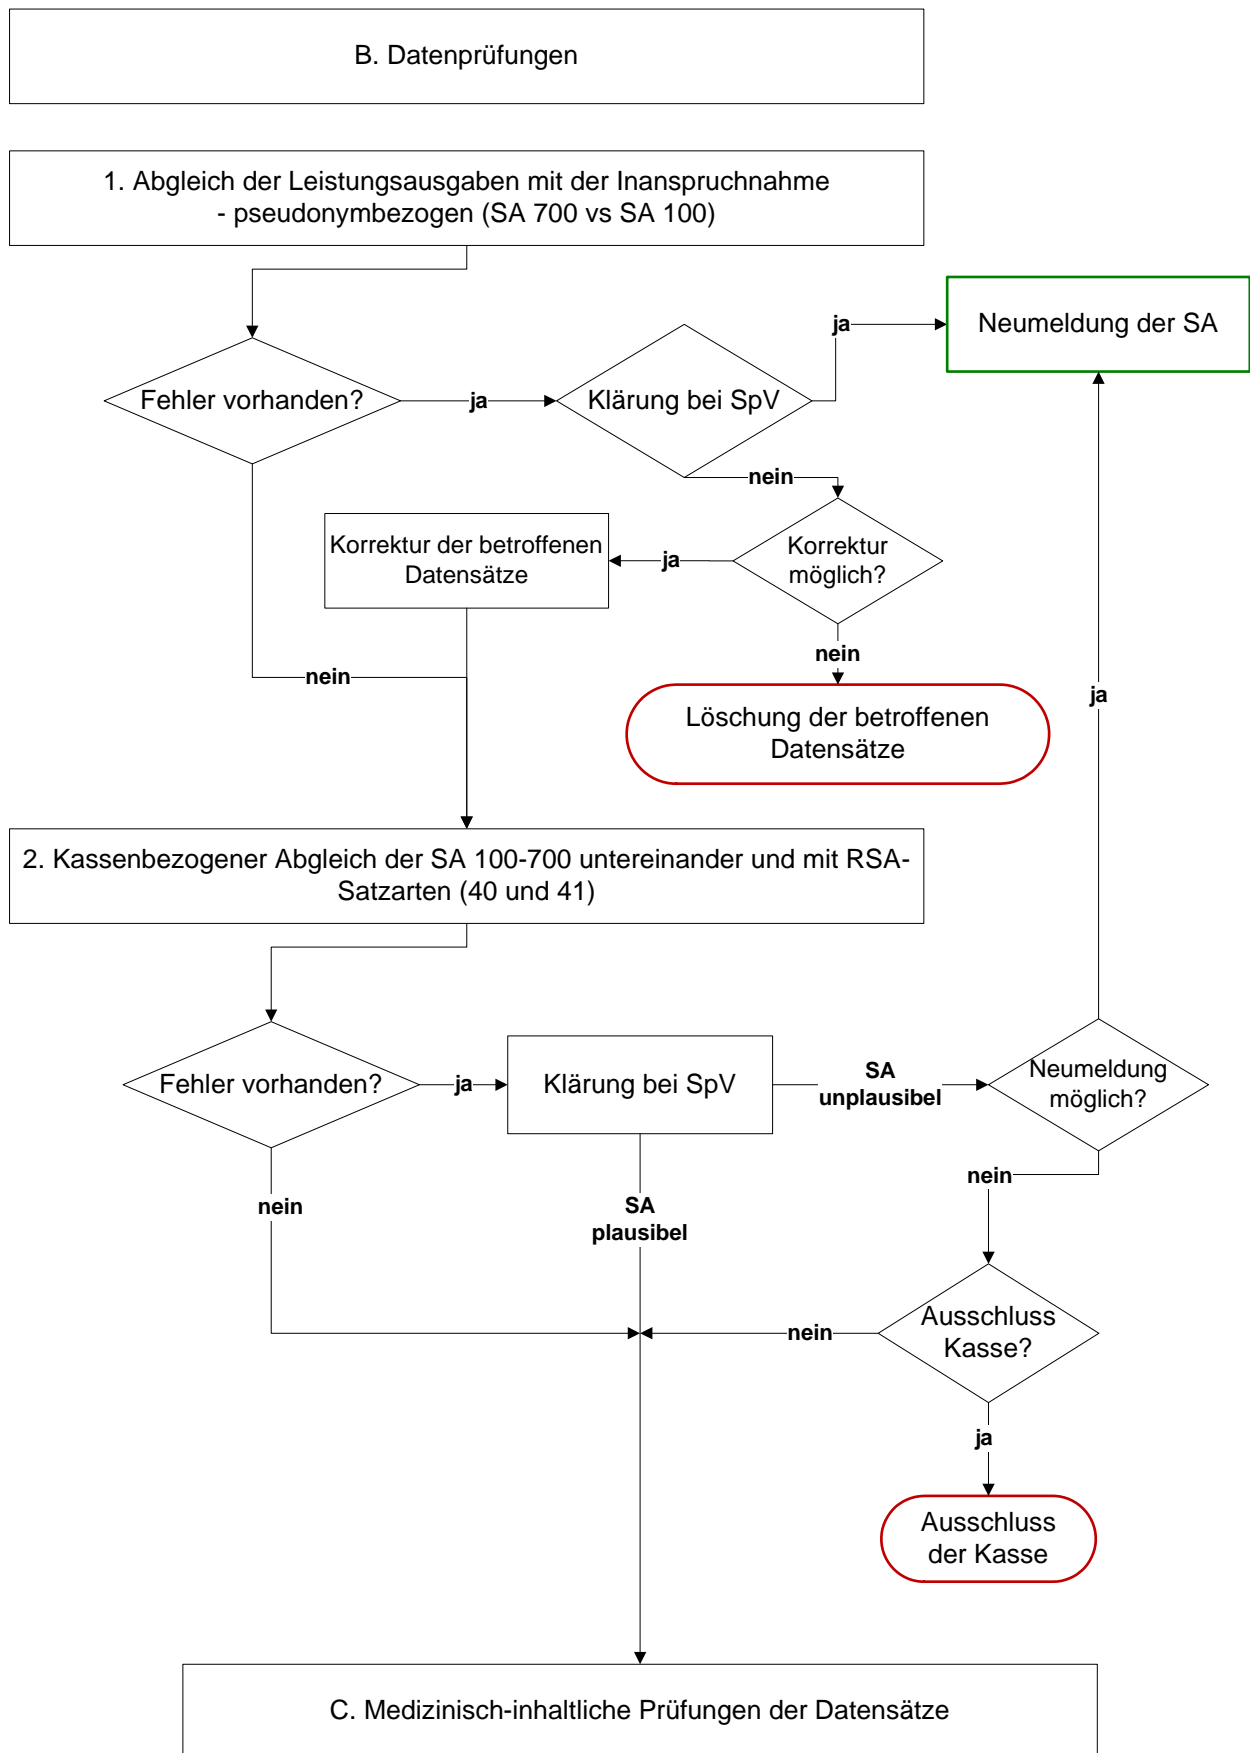 B. Datenprüfungen
1. Abgleich der Leistungsausgaben mit der Inanspruchnahme
- pseudonymbezogen (SA 700 vs SA 100)
Neumeldung der SA
ja
Fehler vorhanden?
ja
Klärung bei SpV
nein
Korrektur der betroffenen
Datensätze
ja
Korrektur
möglich?
nein
nein
ja
Löschung der betroffenen
Datensätze
2. Kassenbezogener Abgleich der SA 100-700 untereinander und mit RSA-
Satzarten (40 und 41)
Fehler vorhanden?
ja
Klärung bei SpV
SA
unplausibel
Neumeldung
möglich?
nein
nein
SA
plausibel
nein
Ausschluss
Kasse?
ja
Ausschluss
der Kasse
C. Medizinisch-inhaltliche Prüfungen der Datensätze